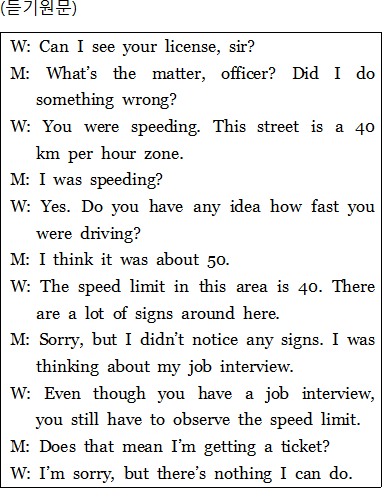 (듣기원문)
W: Can I see your license, sir?
M: What's the matter, officer? Did I do
something wrong?
W: You were speeding. This street is a 40
km per hour zone.
M: I was speeding?
W: Yes. Do you have any idea how fast you
were driving?
M: I think it was about 50.
W: The speed limit in this area is 40. There
are a lot of signs around here.
M: Sorry, but I didn't notice any signs. I was
thinking about my job interview.
W: Even though you have a job interview,
you still have to observe the speed limit.
M: Does that mean I'm getting a ticket?
W: I'm sorry, but there's nothing I can do.